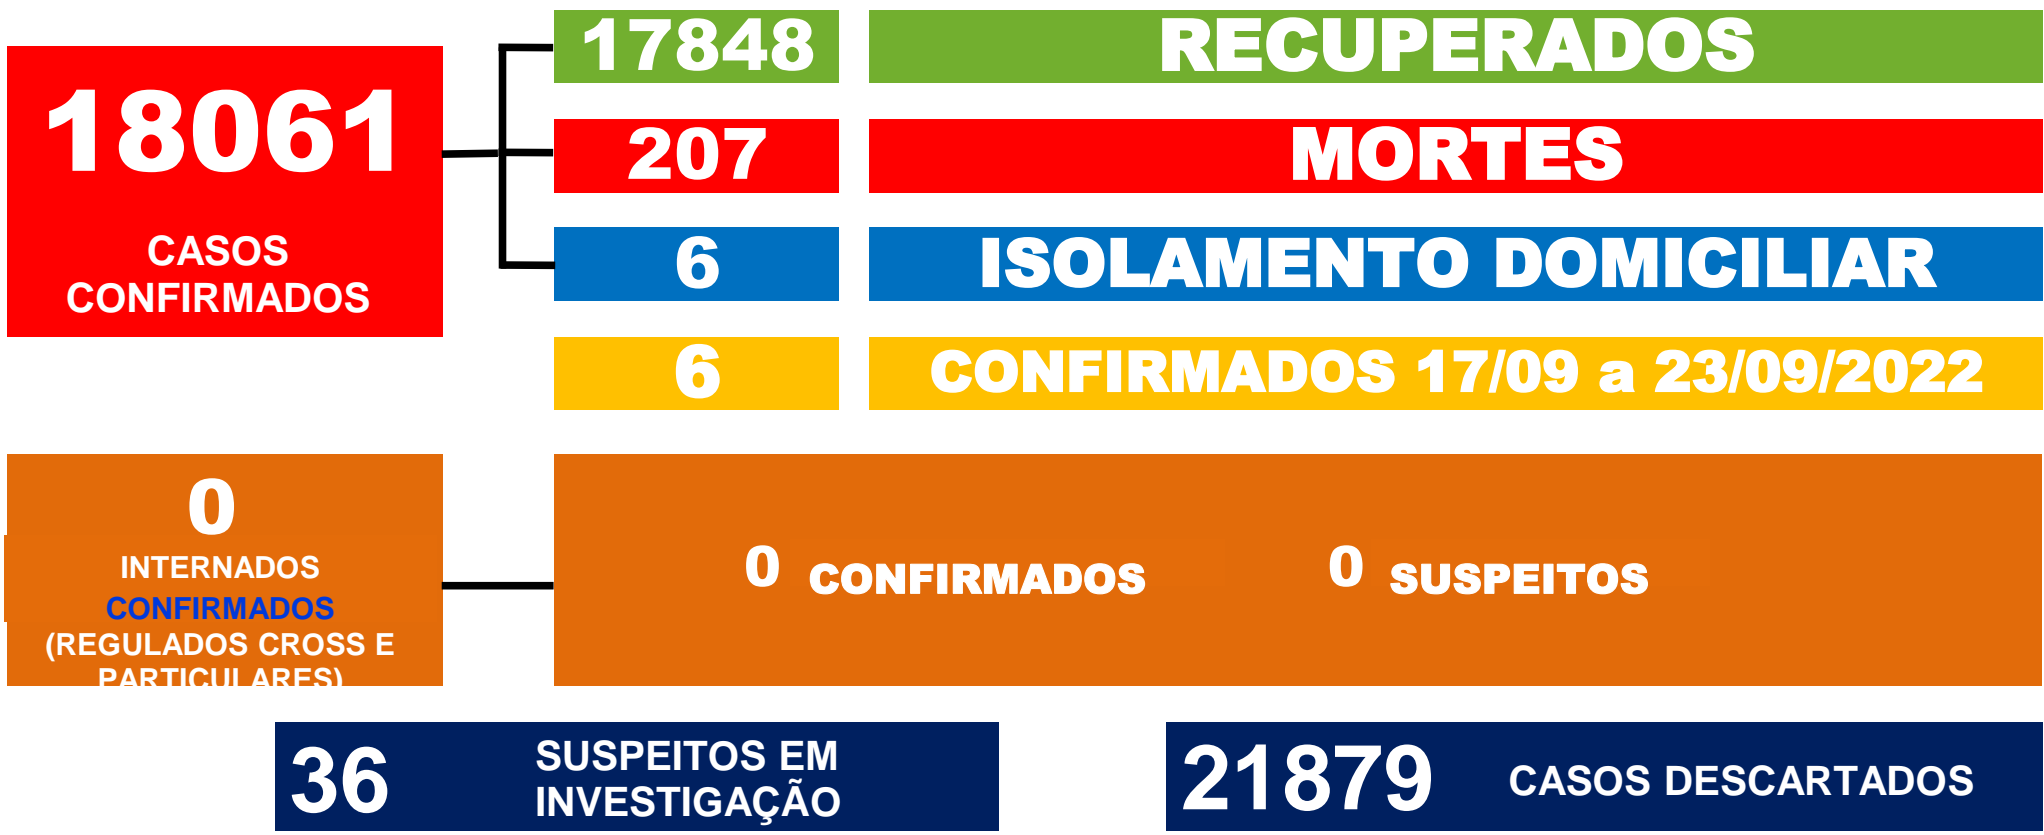 18061
CASOS
CONFIRMADOS
17848 RECUPERADOS
207 MORTES
6 ISOLAMENTO DOMICILIAR
6 CONFIRMADOS 17/09 a 23/09/2022
0
INTERNADOS
CONFIRMADOS
(REGULADOS CROSS E
PARTICULARES)
0 CONFIRMADOS 0 SUSPEITOS
36 SUSPEITOS EM
INVESTIGAÇÃO
21879 CASOS DESCARTADOS